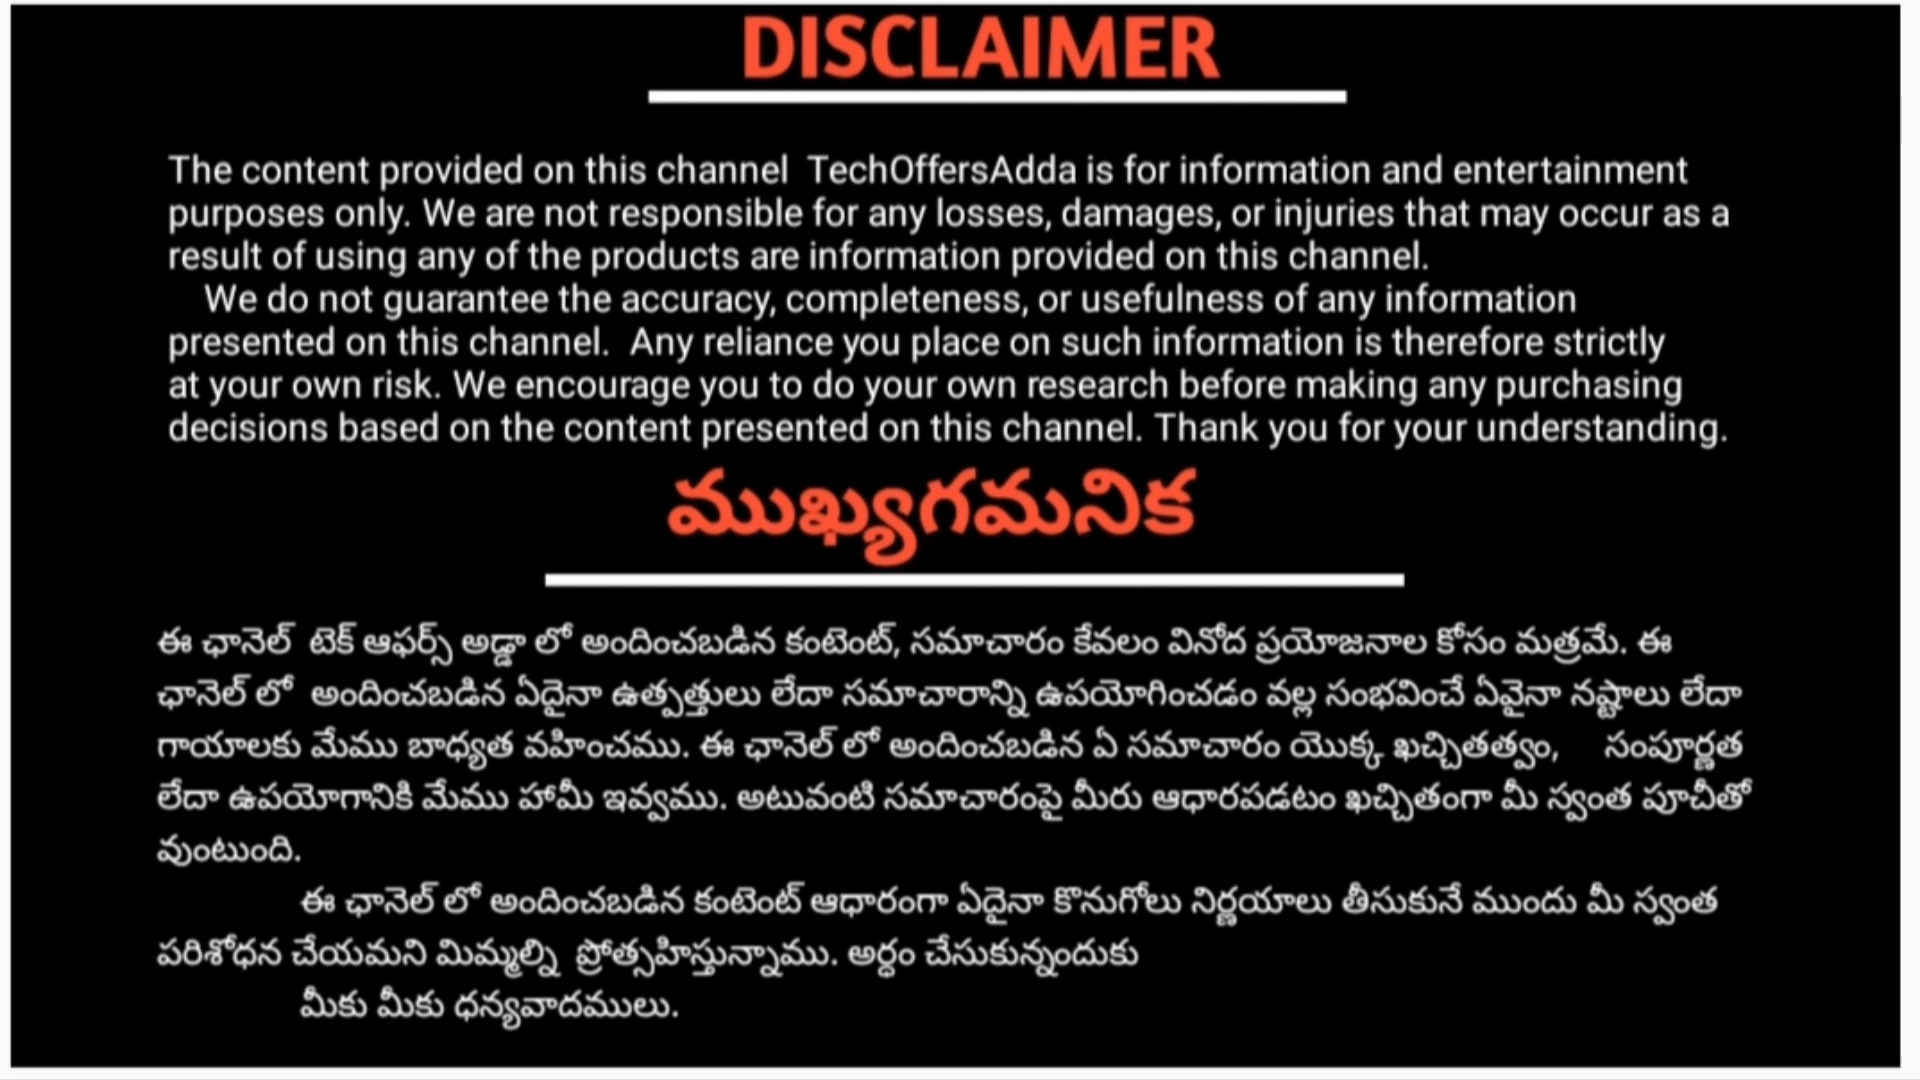 DISCLAIMER
The content provided on this channel  TechOffersAdda is for information and entertainment
purposes only. We are not responsible for any losses, damages, or injuries that may occur as a
result of using any of the products are information provided on this channel.
We do not guarantee the accuracy, completeness, or usefulness of any information
presented on this channel.  Any reliance you place on such information is therefore strictly
at your own risk. We encourage you to do your own research before making any purchasing
decisions based on the content presented on this channel. Thank you for your understanding.
ముఖ్యగమనిక
ఈ ఛానెల్  టెక్ ఆఫర్స్ అడ్డా లో అందించబడిన కంటెంట్, సమాచారం కేవలం వినోద ప్రయోజనాల కోసం మత్రమే. ఈ
ఛానెల్ లో  అందించబడిన ఏదైనా ఉత్పత్తులు లేదా సమాచారాన్ని ఉపయోగించడం వల్ల సంభవించే ఏవైనా నష్టాలు లేదా
గాయాలకు మేము బాధ్యత వహించము. ఈ ఛానెల్ లో అందించబడిన ఏ సమాచారం యొక్క ఖచ్చితత్వం,    సంపూర్ణత
లేదా ఉపయోగానికి మేము హామీ ఇవ్వము. అటువంటి సమాచారంపై మీరు ఆధారపడటం ఖచ్చితంగా మీ స్వంత పూచీతో
వుంటుంది.
ఈ ఛానెల్ లో అందించబడిన కంటెంట్ ఆధారంగా ఏదైనా కొనుగోలు నిర్ణయాలు తీసుకునే ముందు మీ స్వంత
పరిశోధన చేయమని మిమ్మల్ని  ప్రోత్సహిస్తున్నాము. అర్ధం చేసుకున్నందుకు
మీకు మీకు ధన్యవాదములు.